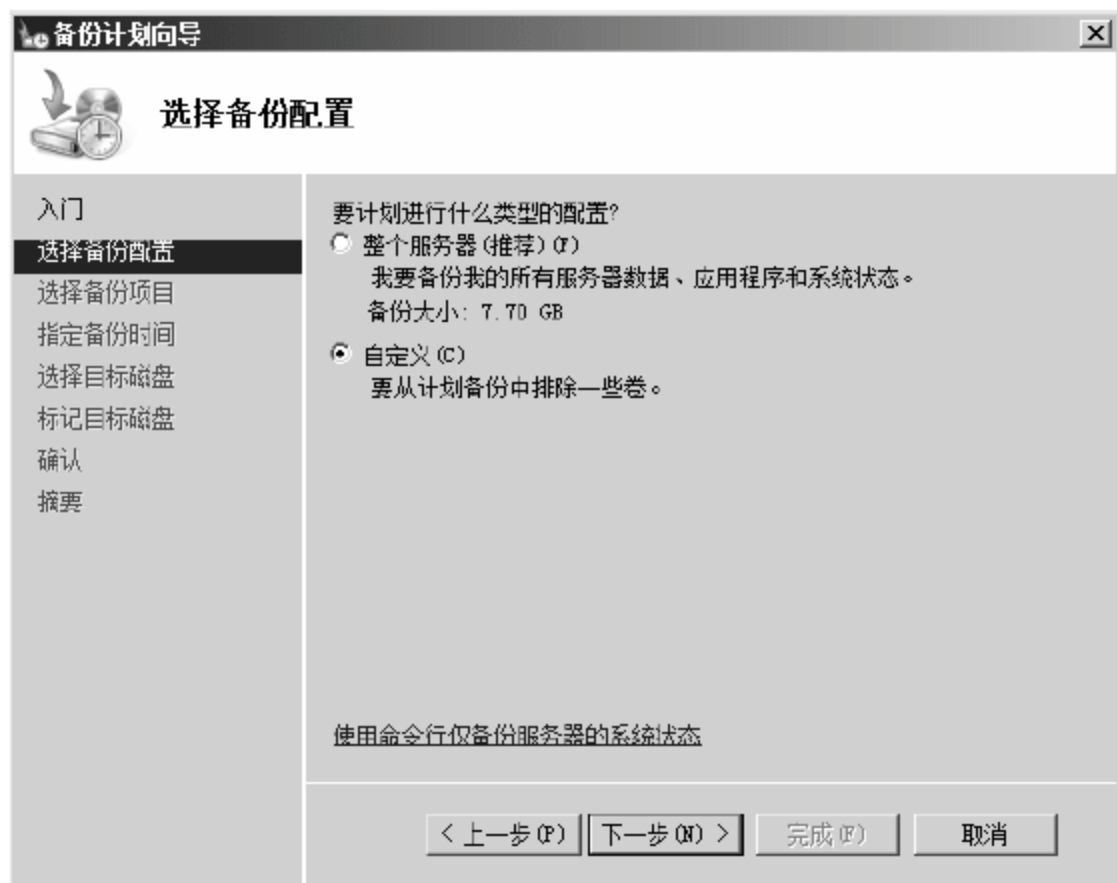 备份计划向导
选择备份配置
入门
选择备份配置
选择备份项目
指定备份时间
选择目标磁盘
标记目标磁盘
确认
摘要
要计划进行什么类型的配置?
整个服务器(推荐)(F)
我要备份我的所有服务器数据、应用程序和系统状态。
备份大小: 7.70 GB
自定义(C)
要从计划备份中排除一些卷。
使用命令行仅备份服务器的系统状态
< 上一步(P)
下一步(N) >
完成(F)
取消